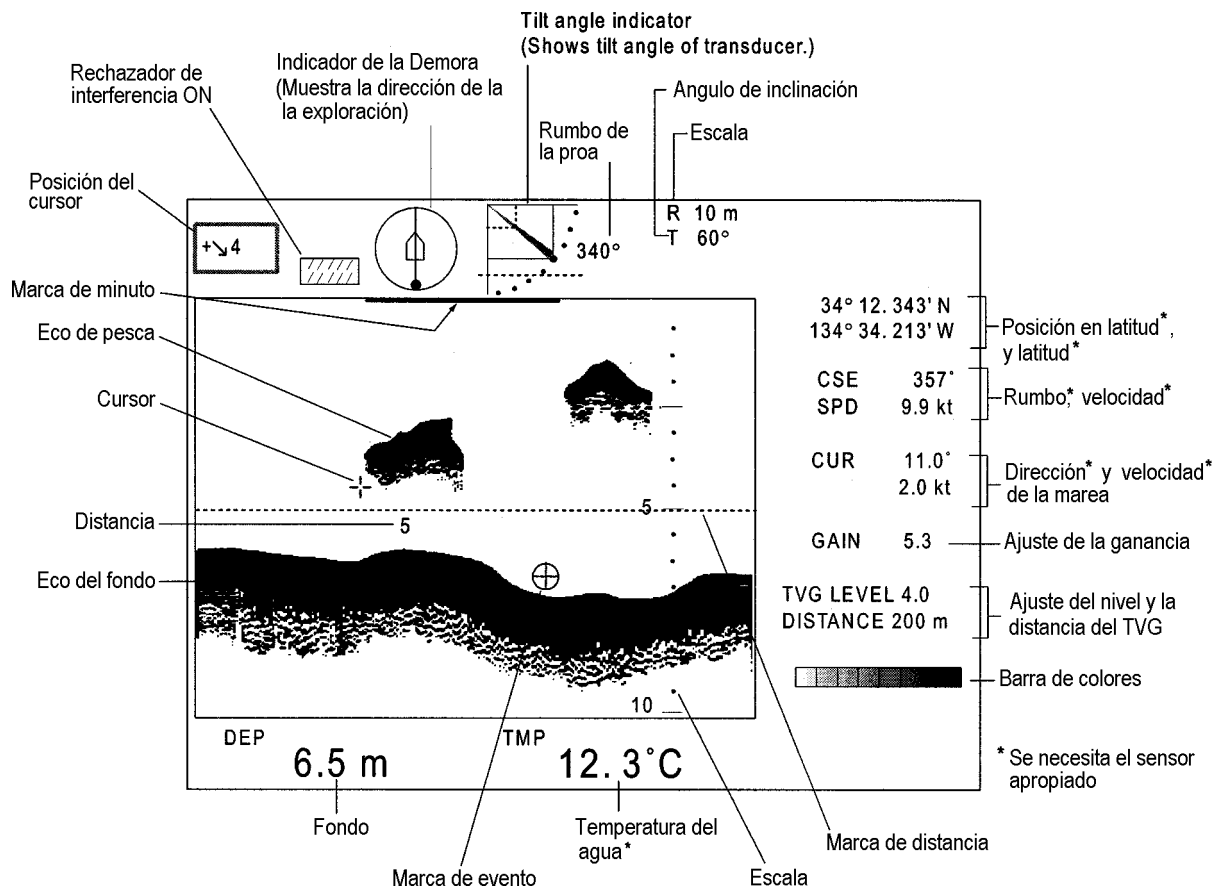 Tilt angle indicator
(Shows tilt angle of transducer.)
Rechazador de
interferencia ON
Indicador de la Demora
(Muestra la dirección de la
la exploración)
Angulo de inclinación
Rumbo de
la proa
Escala
Posición del
cursor
+↘4
340°
R 10 m
T 60°
Marca de minuto
Eco de pesca
Cursor
Distancia
Eco del fondo
5
5
10
34° 12. 343' N
134° 34. 213' W
Posición en latitud*,
y latitud*
CSE 357°
SPD 9.9 kt
Rumbo,* velocidad*
CUR 11.0°
2.0 kt
Dirección* y velocidad*
de la marea
GAIN 5.3
Ajuste de la ganancia
TVG LEVEL 4.0
DISTANCE 200 m
Ajuste del nivel y la
distancia del TVG
Barra de colores
DEP
6.5 m
TMP
12. 3°C
* Se necesita el sensor
apropiado
Fondo
Temperatura del
agua*
Marca de distancia
Marca de evento
Escala